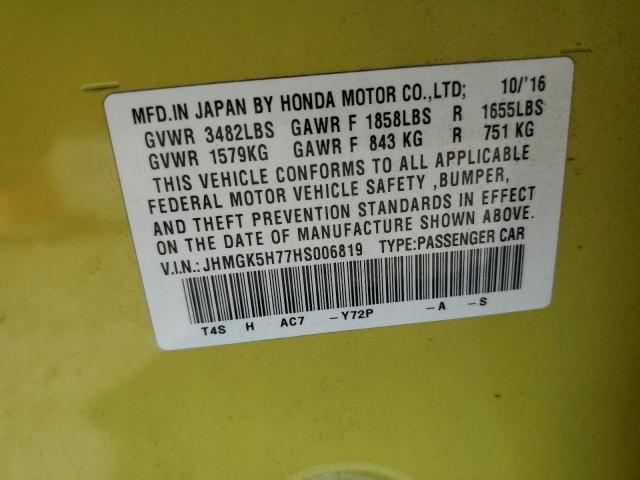 MFD.IN JAPAN BY HONDA MOTOR CO.,LTD; 10/'16
GVWR 3482LBS GAWR F 1858LBS R 1655LBS
GVWR 1579KG GAWR F 843 KG R 751 KG
THIS VEHICLE CONFORMS TO ALL APPLICABLE
FEDERAL MOTOR VEHICLE SAFETY ,BUMPER,
AND THEFT PREVENTION STANDARDS IN EFFECT
ON THE DATE OF MANUFACTURE SHOWN ABOVE.
V.I.N.:JHMGK5H77HS006819 TYPE:PASSENGER CAR
T4S H AC7 -Y72P -A -S